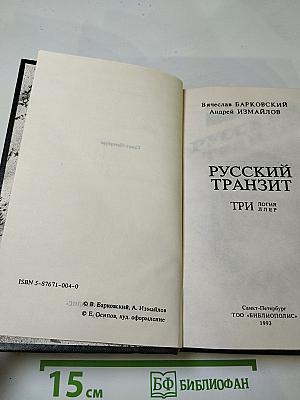 ISBN 5-87671-004-0
© В. Барковский, А. Измайлов
© Е. Осипов, худ. оформление
Вячеслав БАРКОВСКИЙ
Андрей ИЗМАЙЛОВ
РУССКИЙ
ТРАНЗИТ
ТРИ ЛОГИЯ
ЛЛЕР
Санкт-Петербург
ТОО «БИБЛИОПОЛИС»
1993
15 см
БФ БИБЛИОФАН